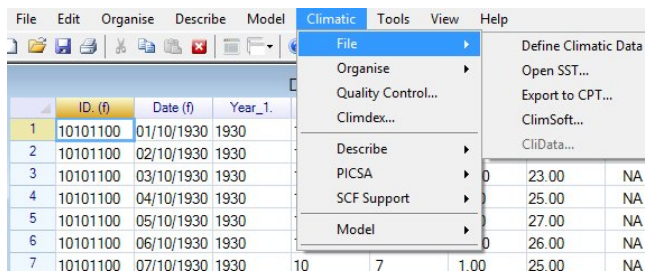 File Edit Organise Describe Model Climatic Tools View Help
File
Define Climatic Data
Organise
Open SST...
Quality Control...
Export to CPT...
Climdex...
ClimSoft...
Describe
CliData...
PICSA
SCF Support
Model
ID. (f) Date (f) Year_1.
1 10101100 01/10/1930 1930
2 10101100 02/10/1930 1930
3 10101100 03/10/1930 1930 23.00 NA
4 10101100 04/10/1930 1930 25.00 NA
5 10101100 05/10/1930 1930 27.00 NA
6 10101100 06/10/1930 1930 26.00 NA
7 10101100 07/10/1930 1930 10 7 1.00 25.00 NA